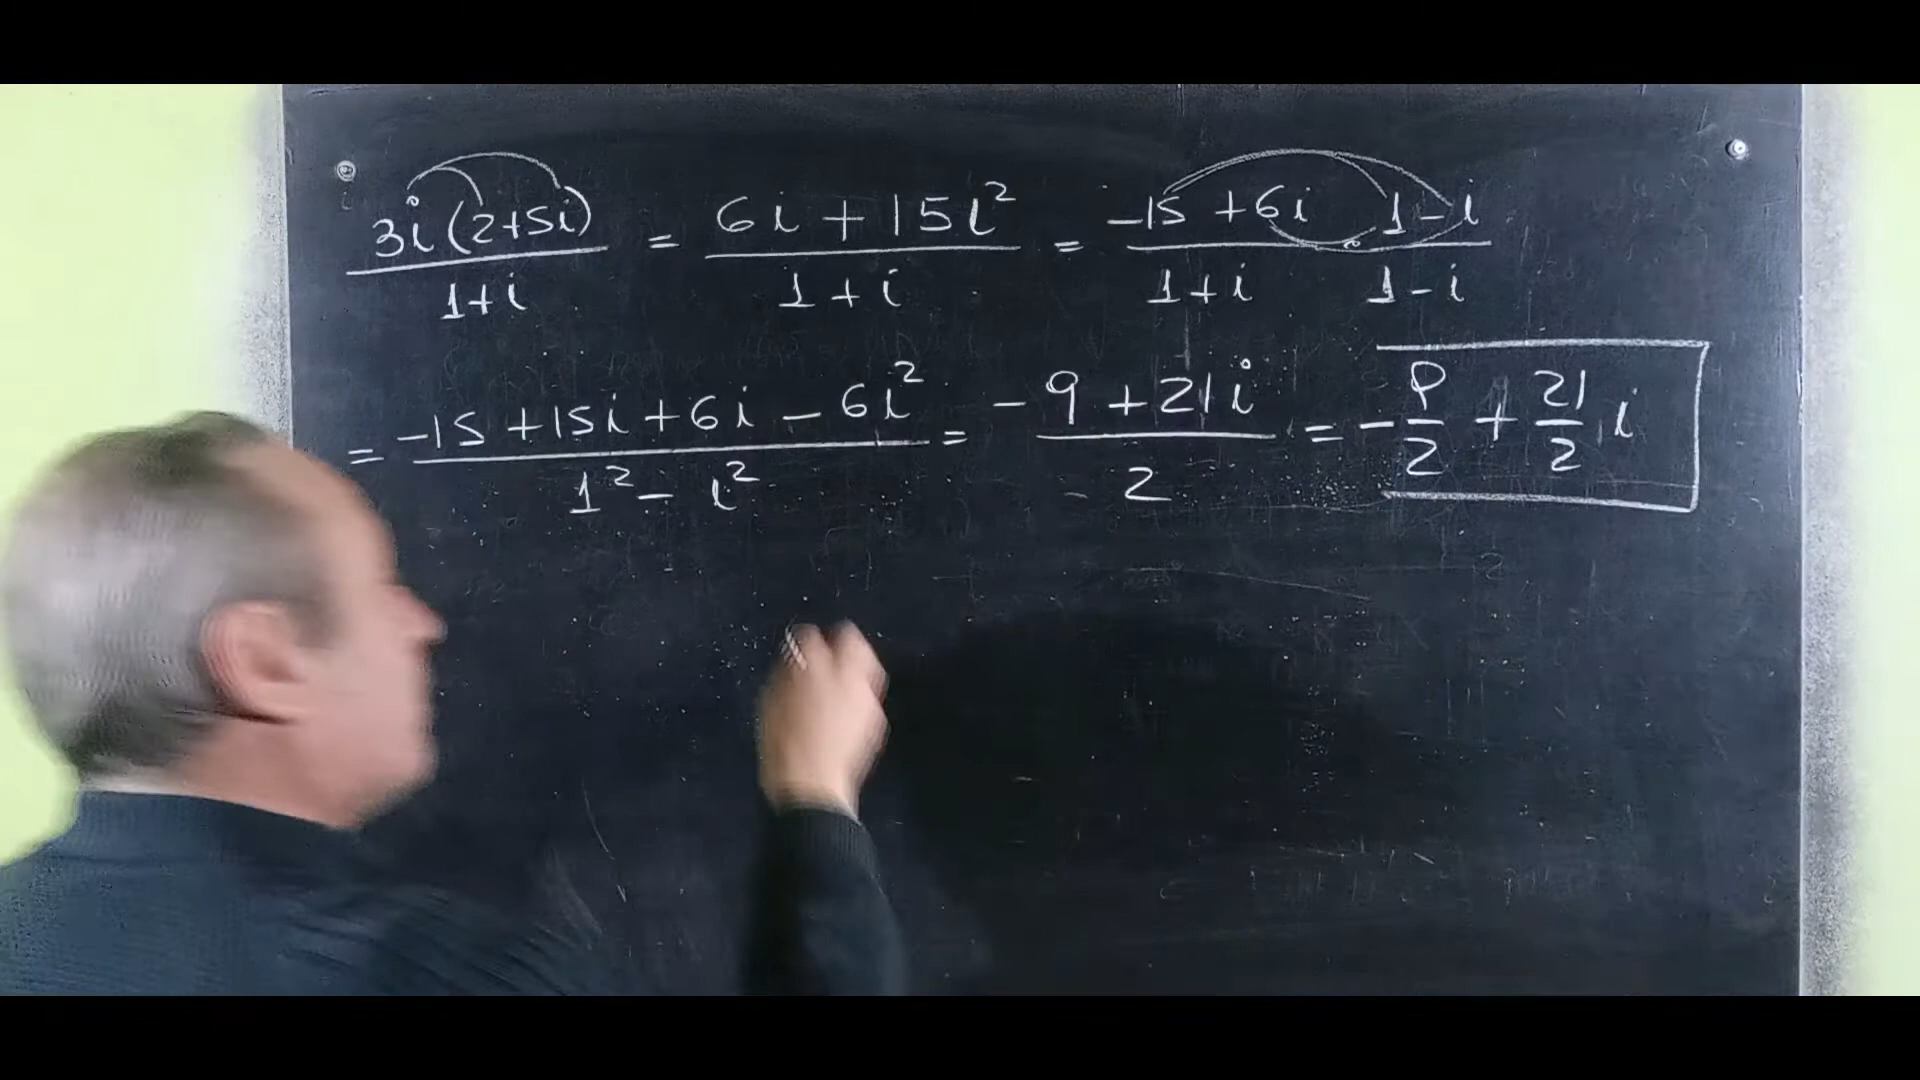 3i(2+5i)/1+i = 6i+15i²/1+i = -15+6i/1+i 1-i/1-i
= -15+15i+6i-6i²/1²-i² = -9+21i/2 = -9/2+21/2 i